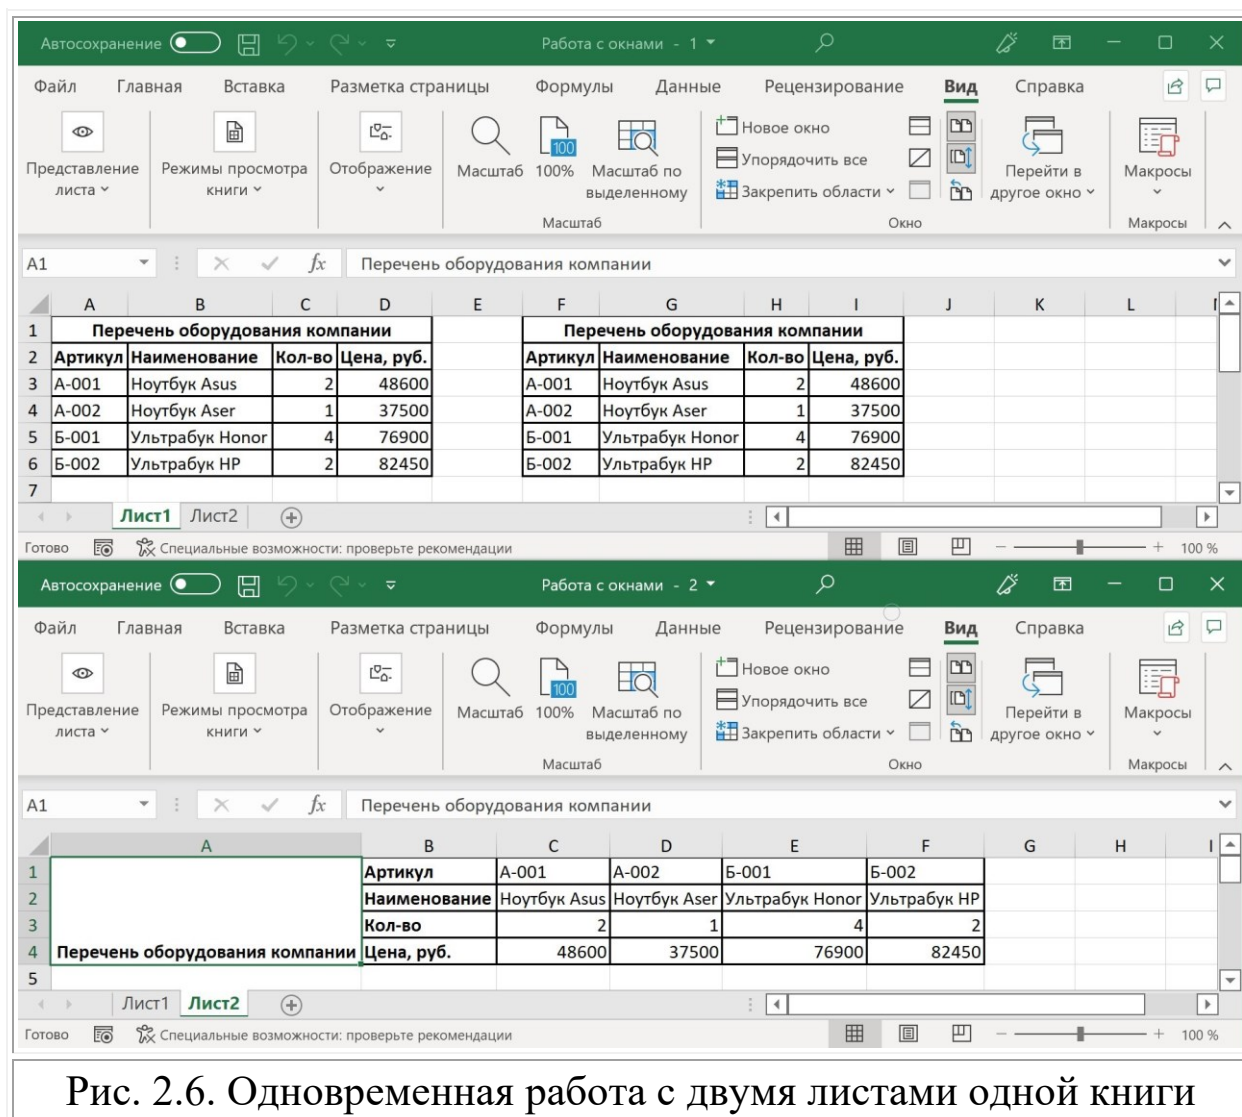 Автосохранение Работа с окнами - 1
Файл Главная Вставка Разметка страницы Формулы Данные Рецензирование Вид Справка
Представление листа Режимы просмотра книги Отображение Масштаб 100% Масштаб по выделенному Новое окно Упорядочить все Закрепить области Перейти в другое окно Макросы
100
Масштаб Окно Макросы
A1 fx Перечень оборудования компании
A B C D E F G H I J K L
1 Перечень оборудования компании Перечень оборудования компании
2 Артикул Наименование Кол-во Цена, руб. Артикул Наименование Кол-во Цена, руб.
3 А-001 Ноутбук Asus 2 48600 А-001 Ноутбук Asus 2 48600
4 А-002 Ноутбук Aser 1 37500 А-002 Ноутбук Aser 1 37500
5 Б-001 Ультрабук Honor 4 76900 Б-001 Ультрабук Honor 4 76900
6 Б-002 Ультрабук HP 2 82450 Б-002 Ультрабук HP 2 82450
7
Лист1 Лист2
Готово Специальные возможности: проверьте рекомендации 100 %
Автосохранение Работа с окнами - 2
Файл Главная Вставка Разметка страницы Формулы Данные Рецензирование Вид Справка
Представление листа Режимы просмотра книги Отображение Масштаб 100% Масштаб по выделенному Новое окно Упорядочить все Закрепить области Перейти в другое окно Макросы
100
Масштаб Окно Макросы
A1 fx Перечень оборудования компании
A B C D E F G H I
1 Артикул А-001 А-002 Б-001 Б-002
2 Наименование Ноутбук Asus Ноутбук Aser Ультрабук Honor Ультрабук HP
3 Кол-во 2 1 4 2
4 Перечень оборудования компании Цена, руб. 48600 37500 76900 82450
5
Лист1 Лист2
Готово Специальные возможности: проверьте рекомендации 100 %
Рис. 2.6. Одновременная работа с двумя листами одной книги